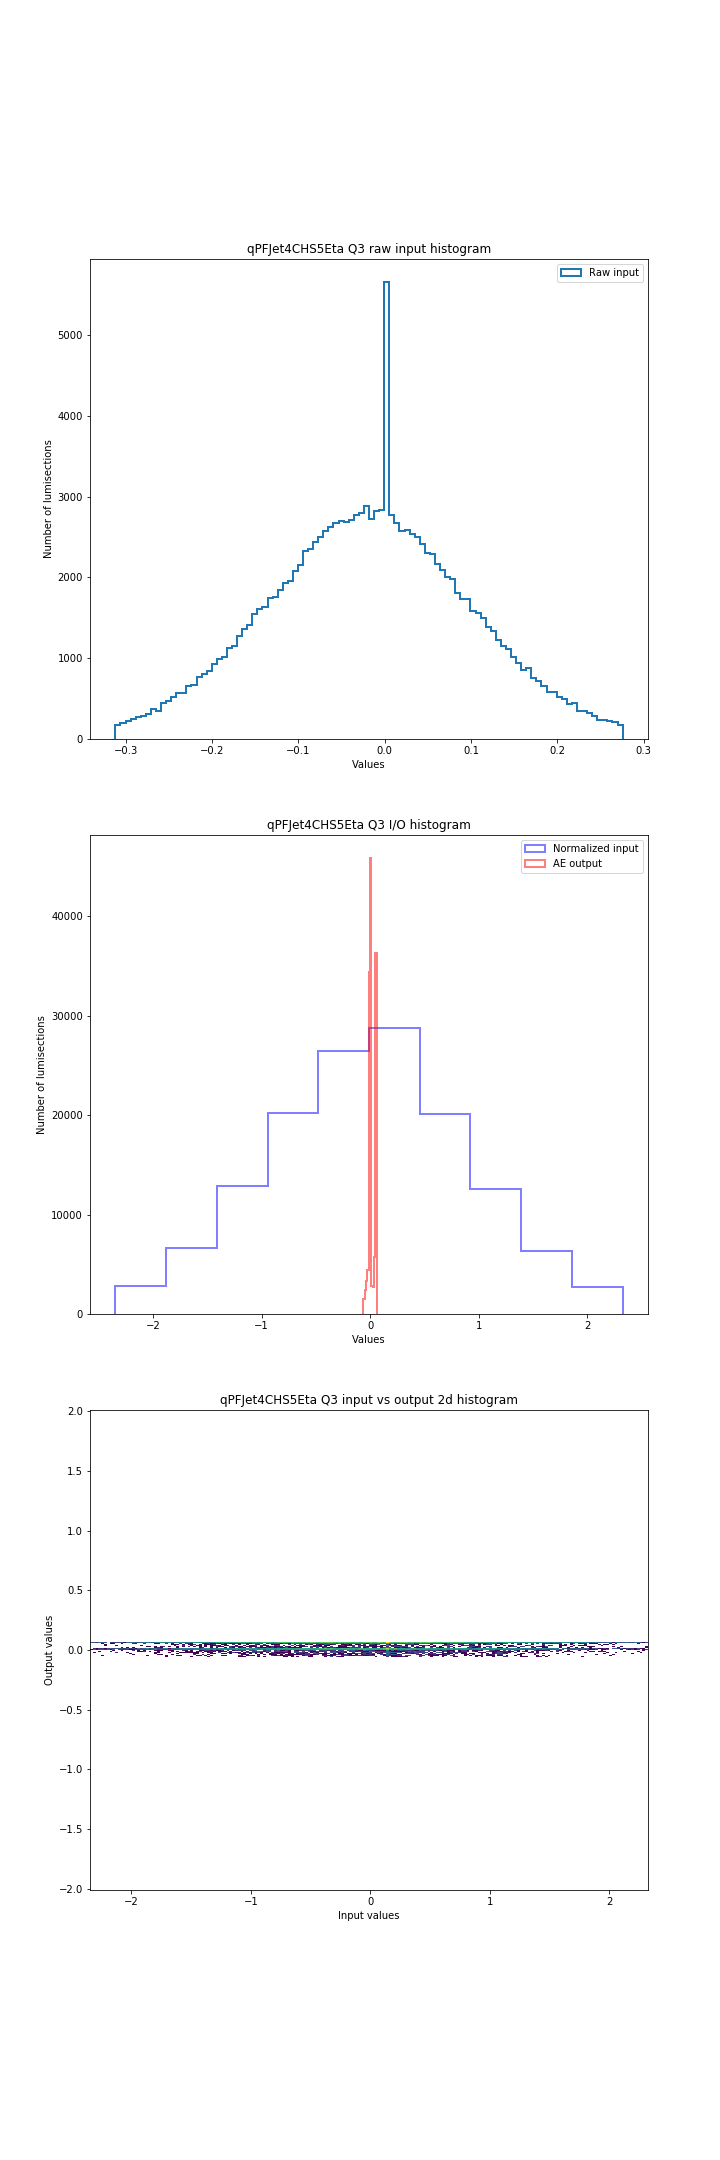 qPFJet4CHS5Eta Q3 raw input histogram
Raw input
Number of lumisections
5000
4000
3000
2000
1000
0
−0.3 −0.2 −0.1 0.0 0.1 0.2 0.3
Values
qPFJet4CHS5Eta Q3 I/O histogram
Normalized input
AE output
Number of lumisections
40000
30000
20000
10000
0
−2 −1 0 1 2
Values
qPFJet4CHS5Eta Q3 input vs output 2d histogram
Output values
2.0
1.5
1.0
0.5
0.0
−0.5
−1.0
−1.5
−2.0
−2 −1 0 1 2
Input values